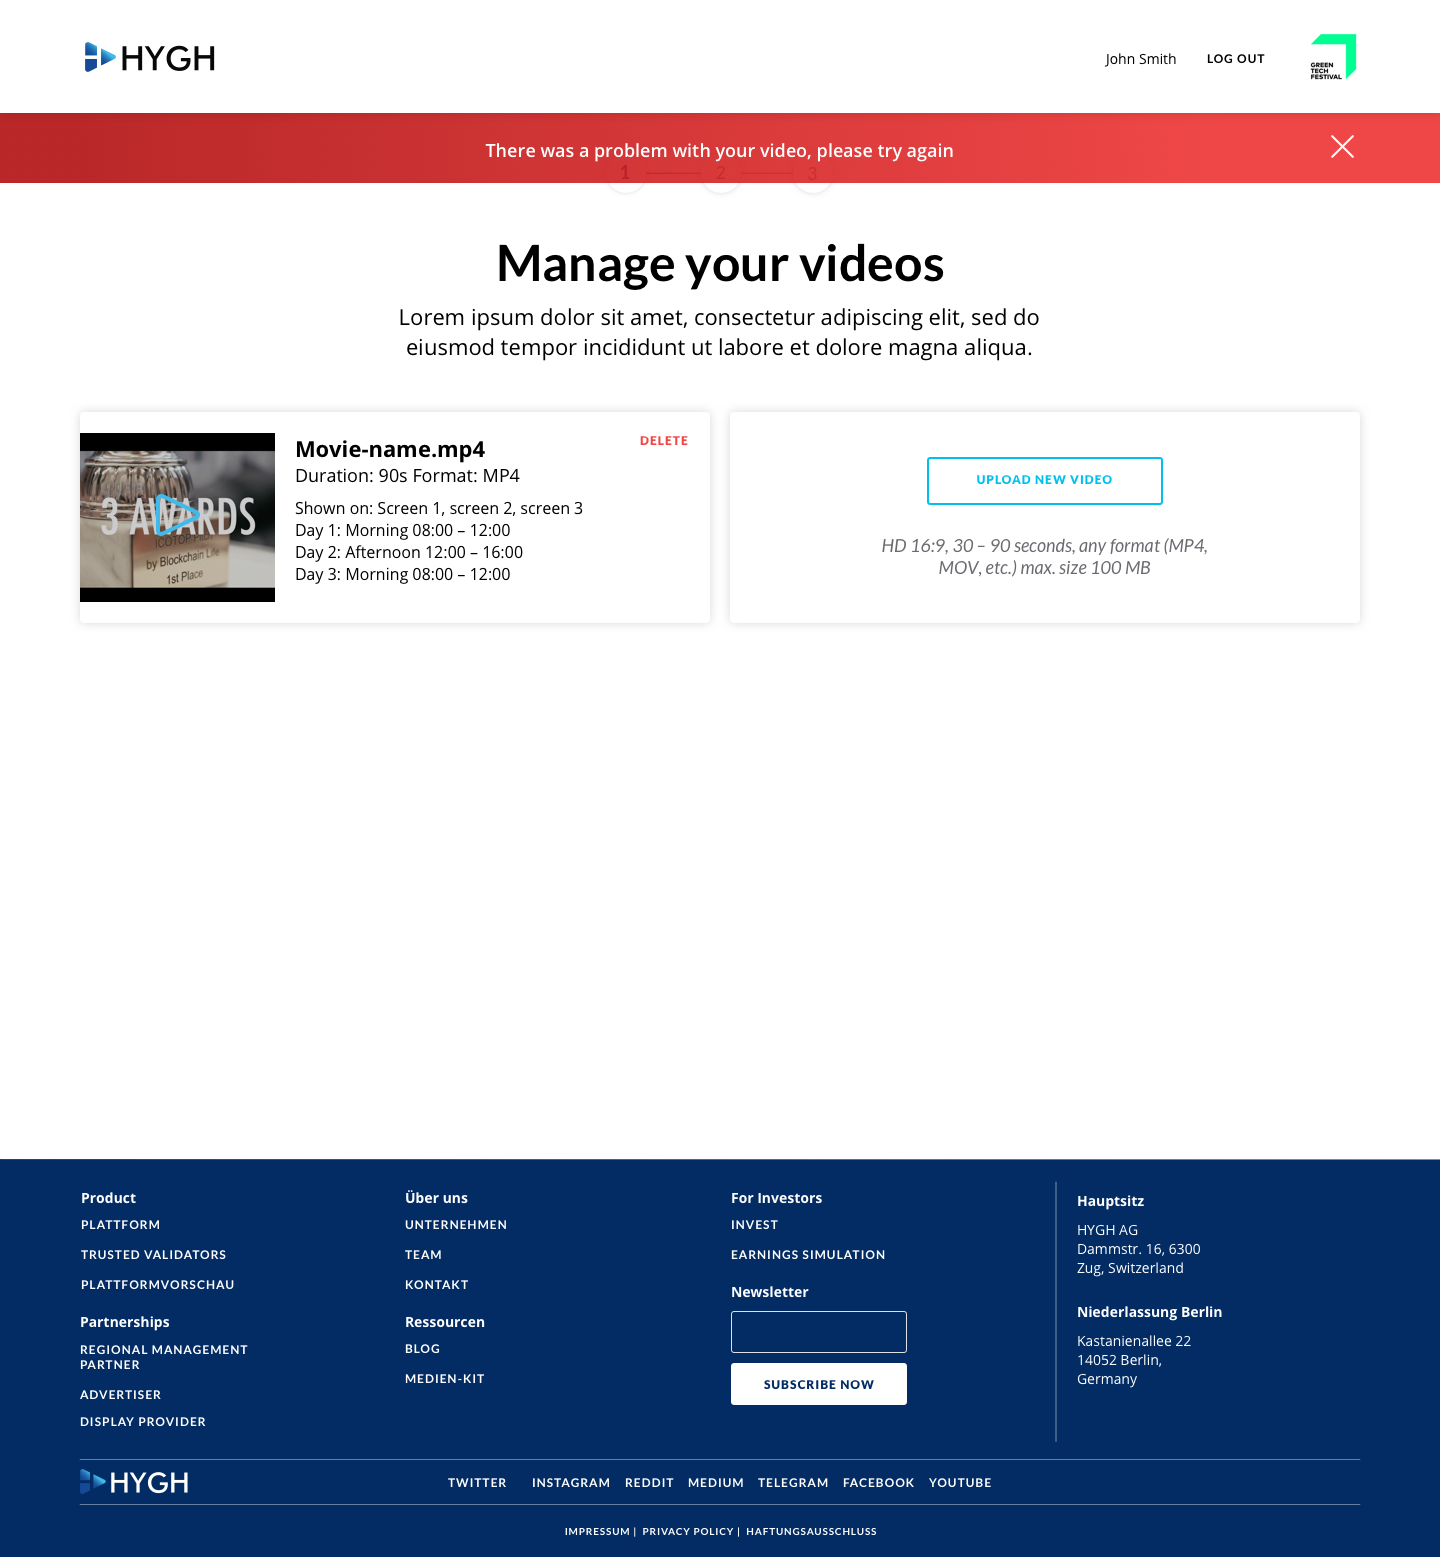 HYGH
John Smith
LOG OUT
GREEN
TECH
FESTIVAL
There was a problem with your video, please try again
1 2 3
Manage your videos
Lorem ipsum dolor sit amet, consectetur adipiscing elit, sed do
eiusmod tempor incididunt ut labore et dolore magna aliqua.
3 AWARDS
by Blockchain Life
1st Place
Movie-name.mp4
DELETE
Duration: 90s Format: MP4
Shown on: Screen 1, screen 2, screen 3
Day 1: Morning 08:00 – 12:00
Day 2: Afternoon 12:00 – 16:00
Day 3: Morning 08:00 – 12:00
UPLOAD NEW VIDEO
HD 16:9, 30 – 90 seconds, any format (MP4,
MOV, etc.) max. size 100 MB
Product
PLATTFORM
TRUSTED VALIDATORS
PLATTFORMVORSCHAU
Partnerships
REGIONAL MANAGEMENT
PARTNER
ADVERTISER
DISPLAY PROVIDER
Über uns
UNTERNEHMEN
TEAM
KONTAKT
Ressourcen
BLOG
MEDIEN-KIT
For Investors
INVEST
EARNINGS SIMULATION
Newsletter
SUBSCRIBE NOW
Hauptsitz
HYGH AG
Dammstr. 16, 6300
Zug, Switzerland
Niederlassung Berlin
Kastanienallee 22
14052 Berlin,
Germany
HYGH
TWITTER INSTAGRAM REDDIT MEDIUM TELEGRAM FACEBOOK YOUTUBE
IMPRESSUM | PRIVACY POLICY | HAFTUNGSAUSSCHLUSS